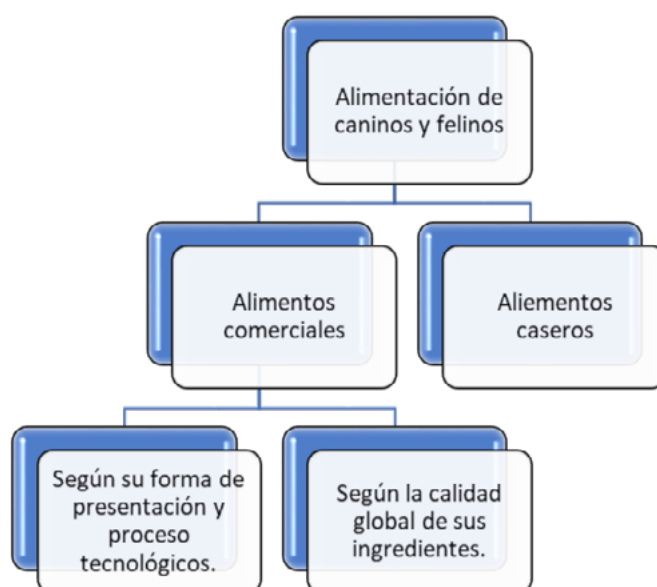 Alimentación de
caninos y felinos
Alimentos
comerciales
Aliementos
caseros
Según su forma de
presentación y
proceso
tecnológicos.
Según la calidad
global de sus
ingredientes.